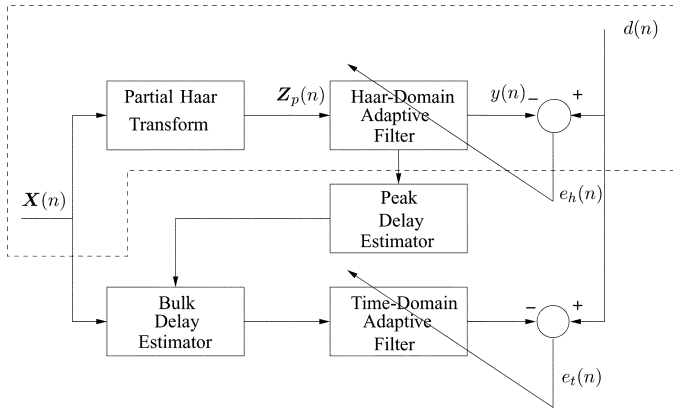 d(n)
Partial Haar
Transform
Z_p(n)
Haar-Domain
Adaptive
Filter
y(n)
−
+
e_h(n)
X(n)
Peak
Delay
Estimator
Bulk
Delay
Estimator
Time-Domain
Adaptive
Filter
−
+
e_t(n)